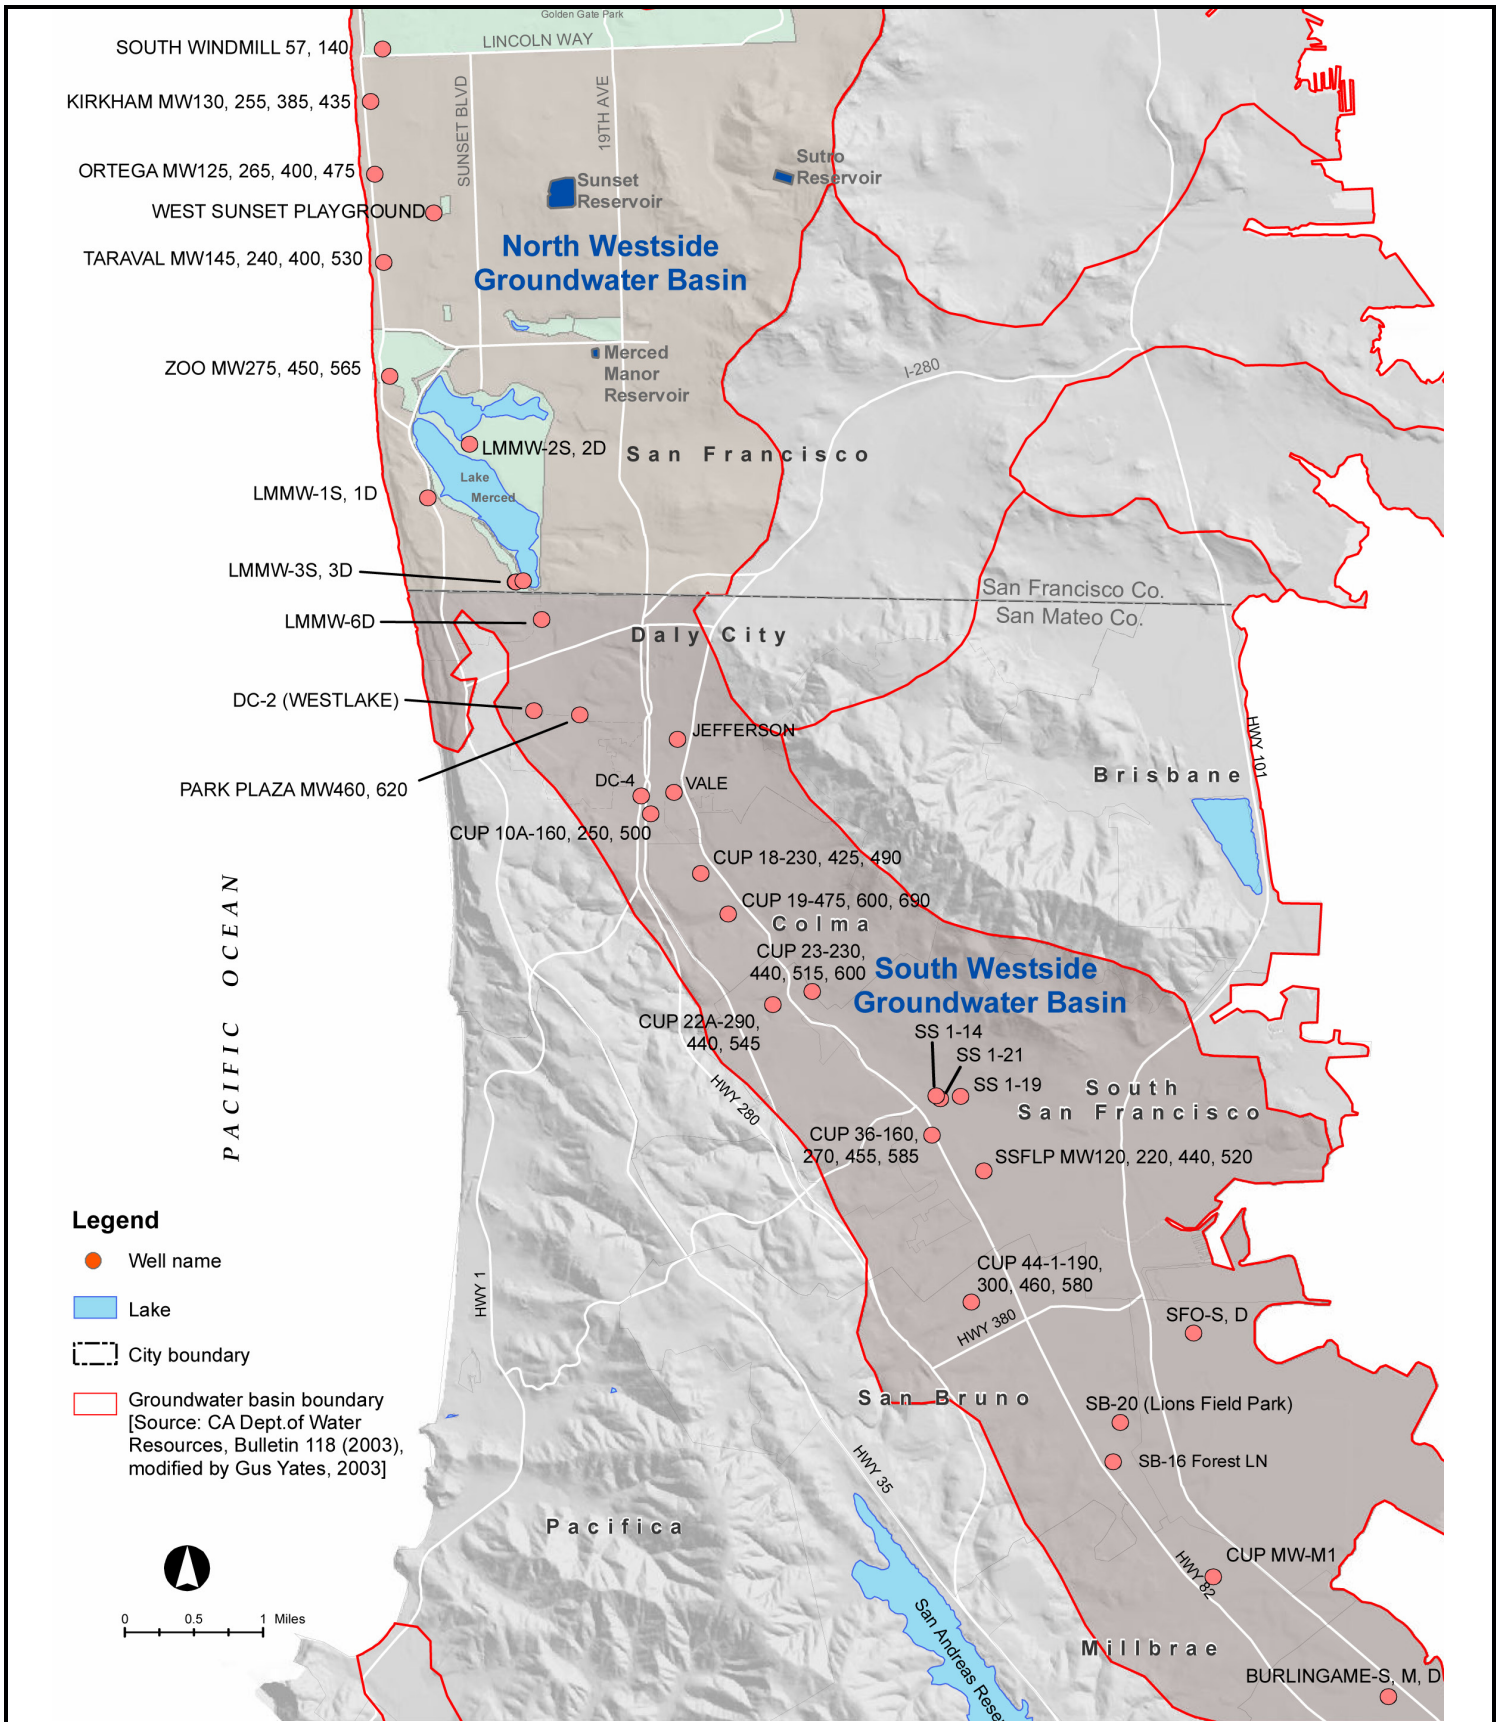 Golden Gate Park
LINCOLN WAY
SOUTH WINDMILL 57, 140
KIRKHAM MW130, 255, 385, 435
SUNSET BLVD
19TH AVE
ORTEGA MW125, 265, 400, 475
Sutro
Reservoir
Sunset
Reservoir
WEST SUNSET PLAYGROUND
North Westside
Groundwater Basin
TARAVAL MW145, 240, 400, 530
Merced
Manor
Reservoir
ZOO MW275, 450, 565
I-280
LMMW-2S, 2D
San Francisco
Lake
Merced
LMMW-1S, 1D
LMMW-3S, 3D
San Francisco Co.
San Mateo Co.
LMMW-6D
Daly City
DC-2 (WESTLAKE)
JEFFERSON
HWY 101
Brisbane
PARK PLAZA MW460, 620
DC-4
VALE
CUP 10A-160, 250, 500
CUP 18-230, 425, 490
CUP 19-475, 600, 690
Colma
PACIFIC OCEAN
CUP 23-230,
440, 515, 600
South Westside
Groundwater Basin
CUP 22A-290,
440, 545
SS 1-14
SS 1-21
SS 1-19
HWY 280
South
San Francisco
CUP 36-160,
270, 455, 585
SSFLP MW120, 220, 440, 520
CUP 44-1-190,
300, 460, 580
HWY 1
HWY 380
SFO-S, D
San Bruno
SB-20 (Lions Field Park)
SB-16 Forest LN
HWY 35
Pacifica
CUP MW-M1
HWY 82
San Andreas Rese
Millbrae
BURLINGAME-S, M, D
Legend
Well name
Lake
City boundary
Groundwater basin boundary
[Source: CA Dept.of Water
Resources, Bulletin 118 (2003),
modified by Gus Yates, 2003]
0 0.5 1 Miles